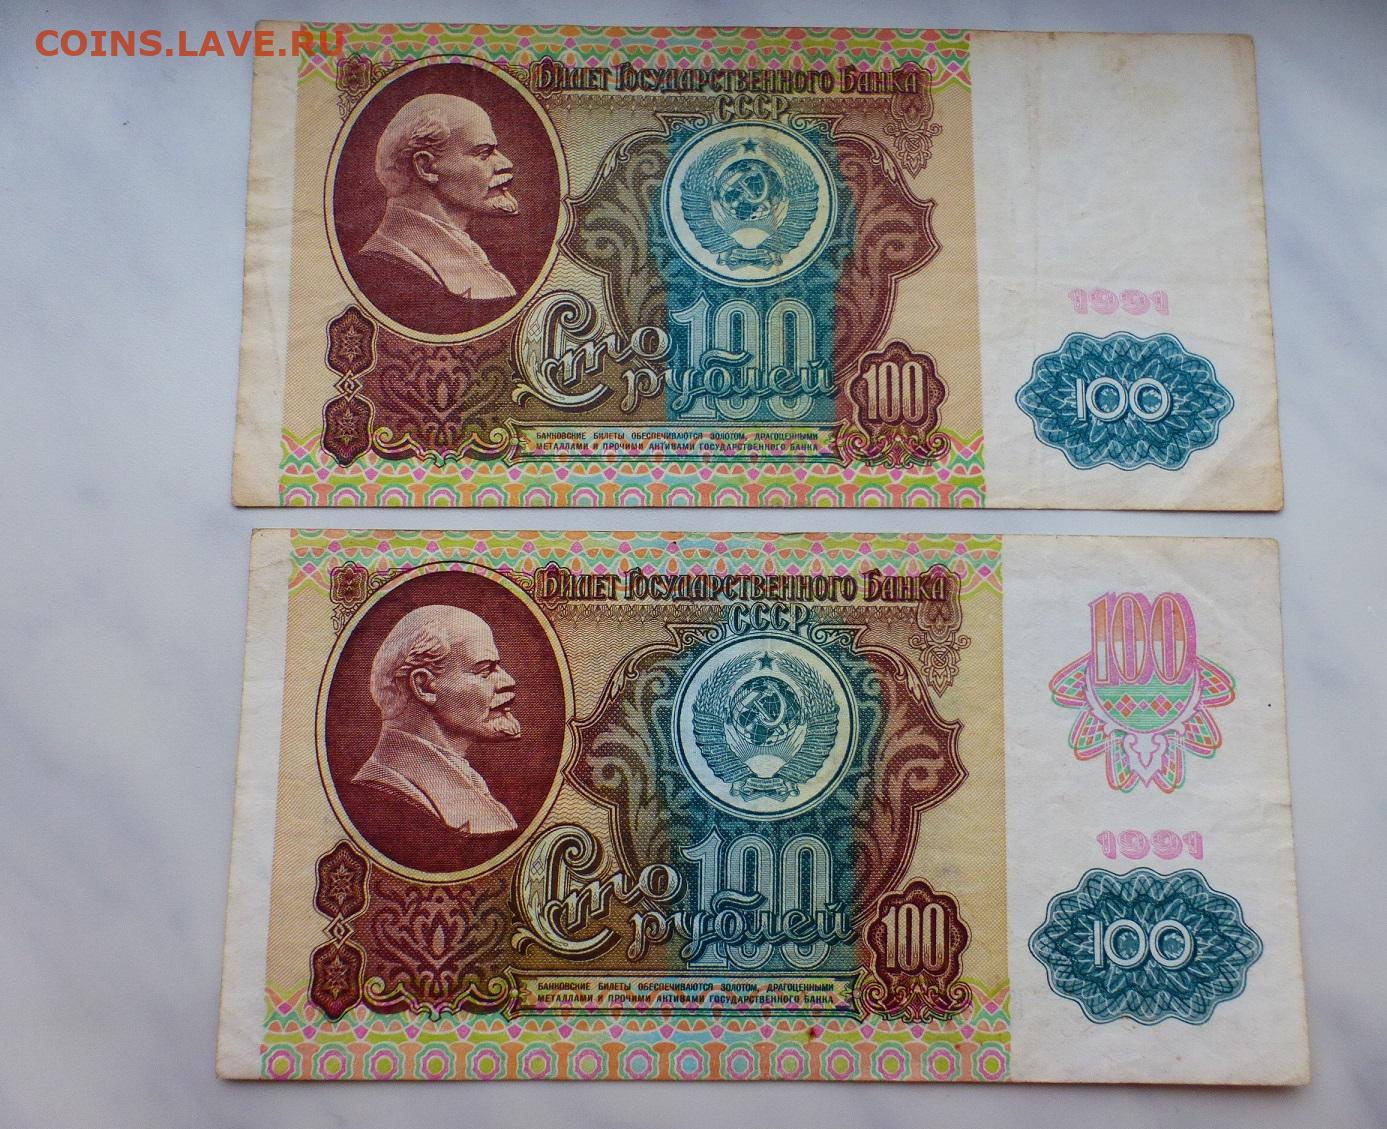 COINS.LAVE.RU
Билет Государственного Банка
СССР
1991
100
Сто
рублей
100
100
БАНКОВСКИЕ БИЛЕТЫ ОБЕСПЕЧИВАЮТСЯ ЗОЛОТОМ, ДРАГОЦЕННЫМИ
МЕТАЛЛАМИ И ПРОЧИМИ АКТИВАМИ ГОСУДАРСТВЕННОГО БАНКА
Билет Государственного Банка
СССР
100
1991
100
Сто
рублей
100
100
БАНКОВСКИЕ БИЛЕТЫ ОБЕСПЕЧИВАЮТСЯ ЗОЛОТОМ, ДРАГОЦЕННЫМИ
МЕТАЛЛАМИ И ПРОЧИМИ АКТИВАМИ ГОСУДАРСТВЕННОГО БАНКА